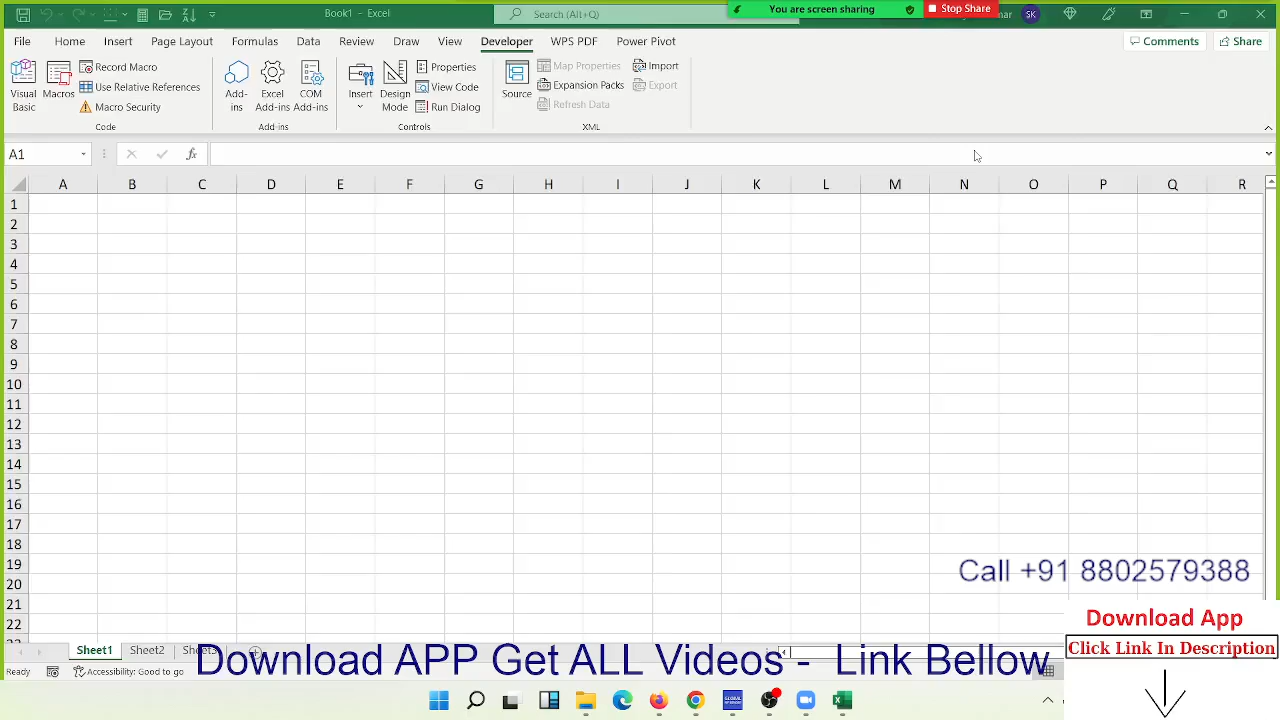 Book1 - Excel
Search (Alt+Q)
You are screen sharing
Stop Share
mar
SK
File Home Insert Page Layout Formulas Data Review Draw View Developer WPS PDF Power Pivot
Comments
Share
Visual Basic
Macros
Record Macro
Use Relative References
Macro Security
Code
Add-ins
Excel Add-ins
COM Add-ins
Add-ins
Insert
Design Mode
Properties
View Code
Run Dialog
Controls
Source
Map Properties
Expansion Packs
Refresh Data
Import
Export
XML
A1
fx
A B C D E F G H I J K L M N O P Q R
1
2
3
4
5
6
7
8
9
10
11
12
13
14
15
16
17
18
19
20
21
22
Call +91 8802579388
Download App
Click Link In Description
Sheet1 Sheet2 Sheet3
Download APP Get ALL Videos - Link Bellow
Ready
Accessibility: Good to go